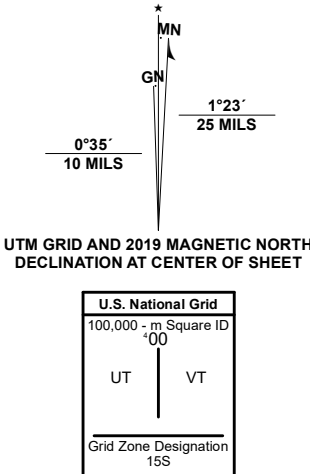 ★
MN
GN
1°23´
25 MILS
0°35´
10 MILS
UTM GRID AND 2019 MAGNETIC NORTH
DECLINATION AT CENTER OF SHEET
U.S. National Grid
100,000 - m Square ID
⁴00
UT VT
Grid Zone Designation
15S